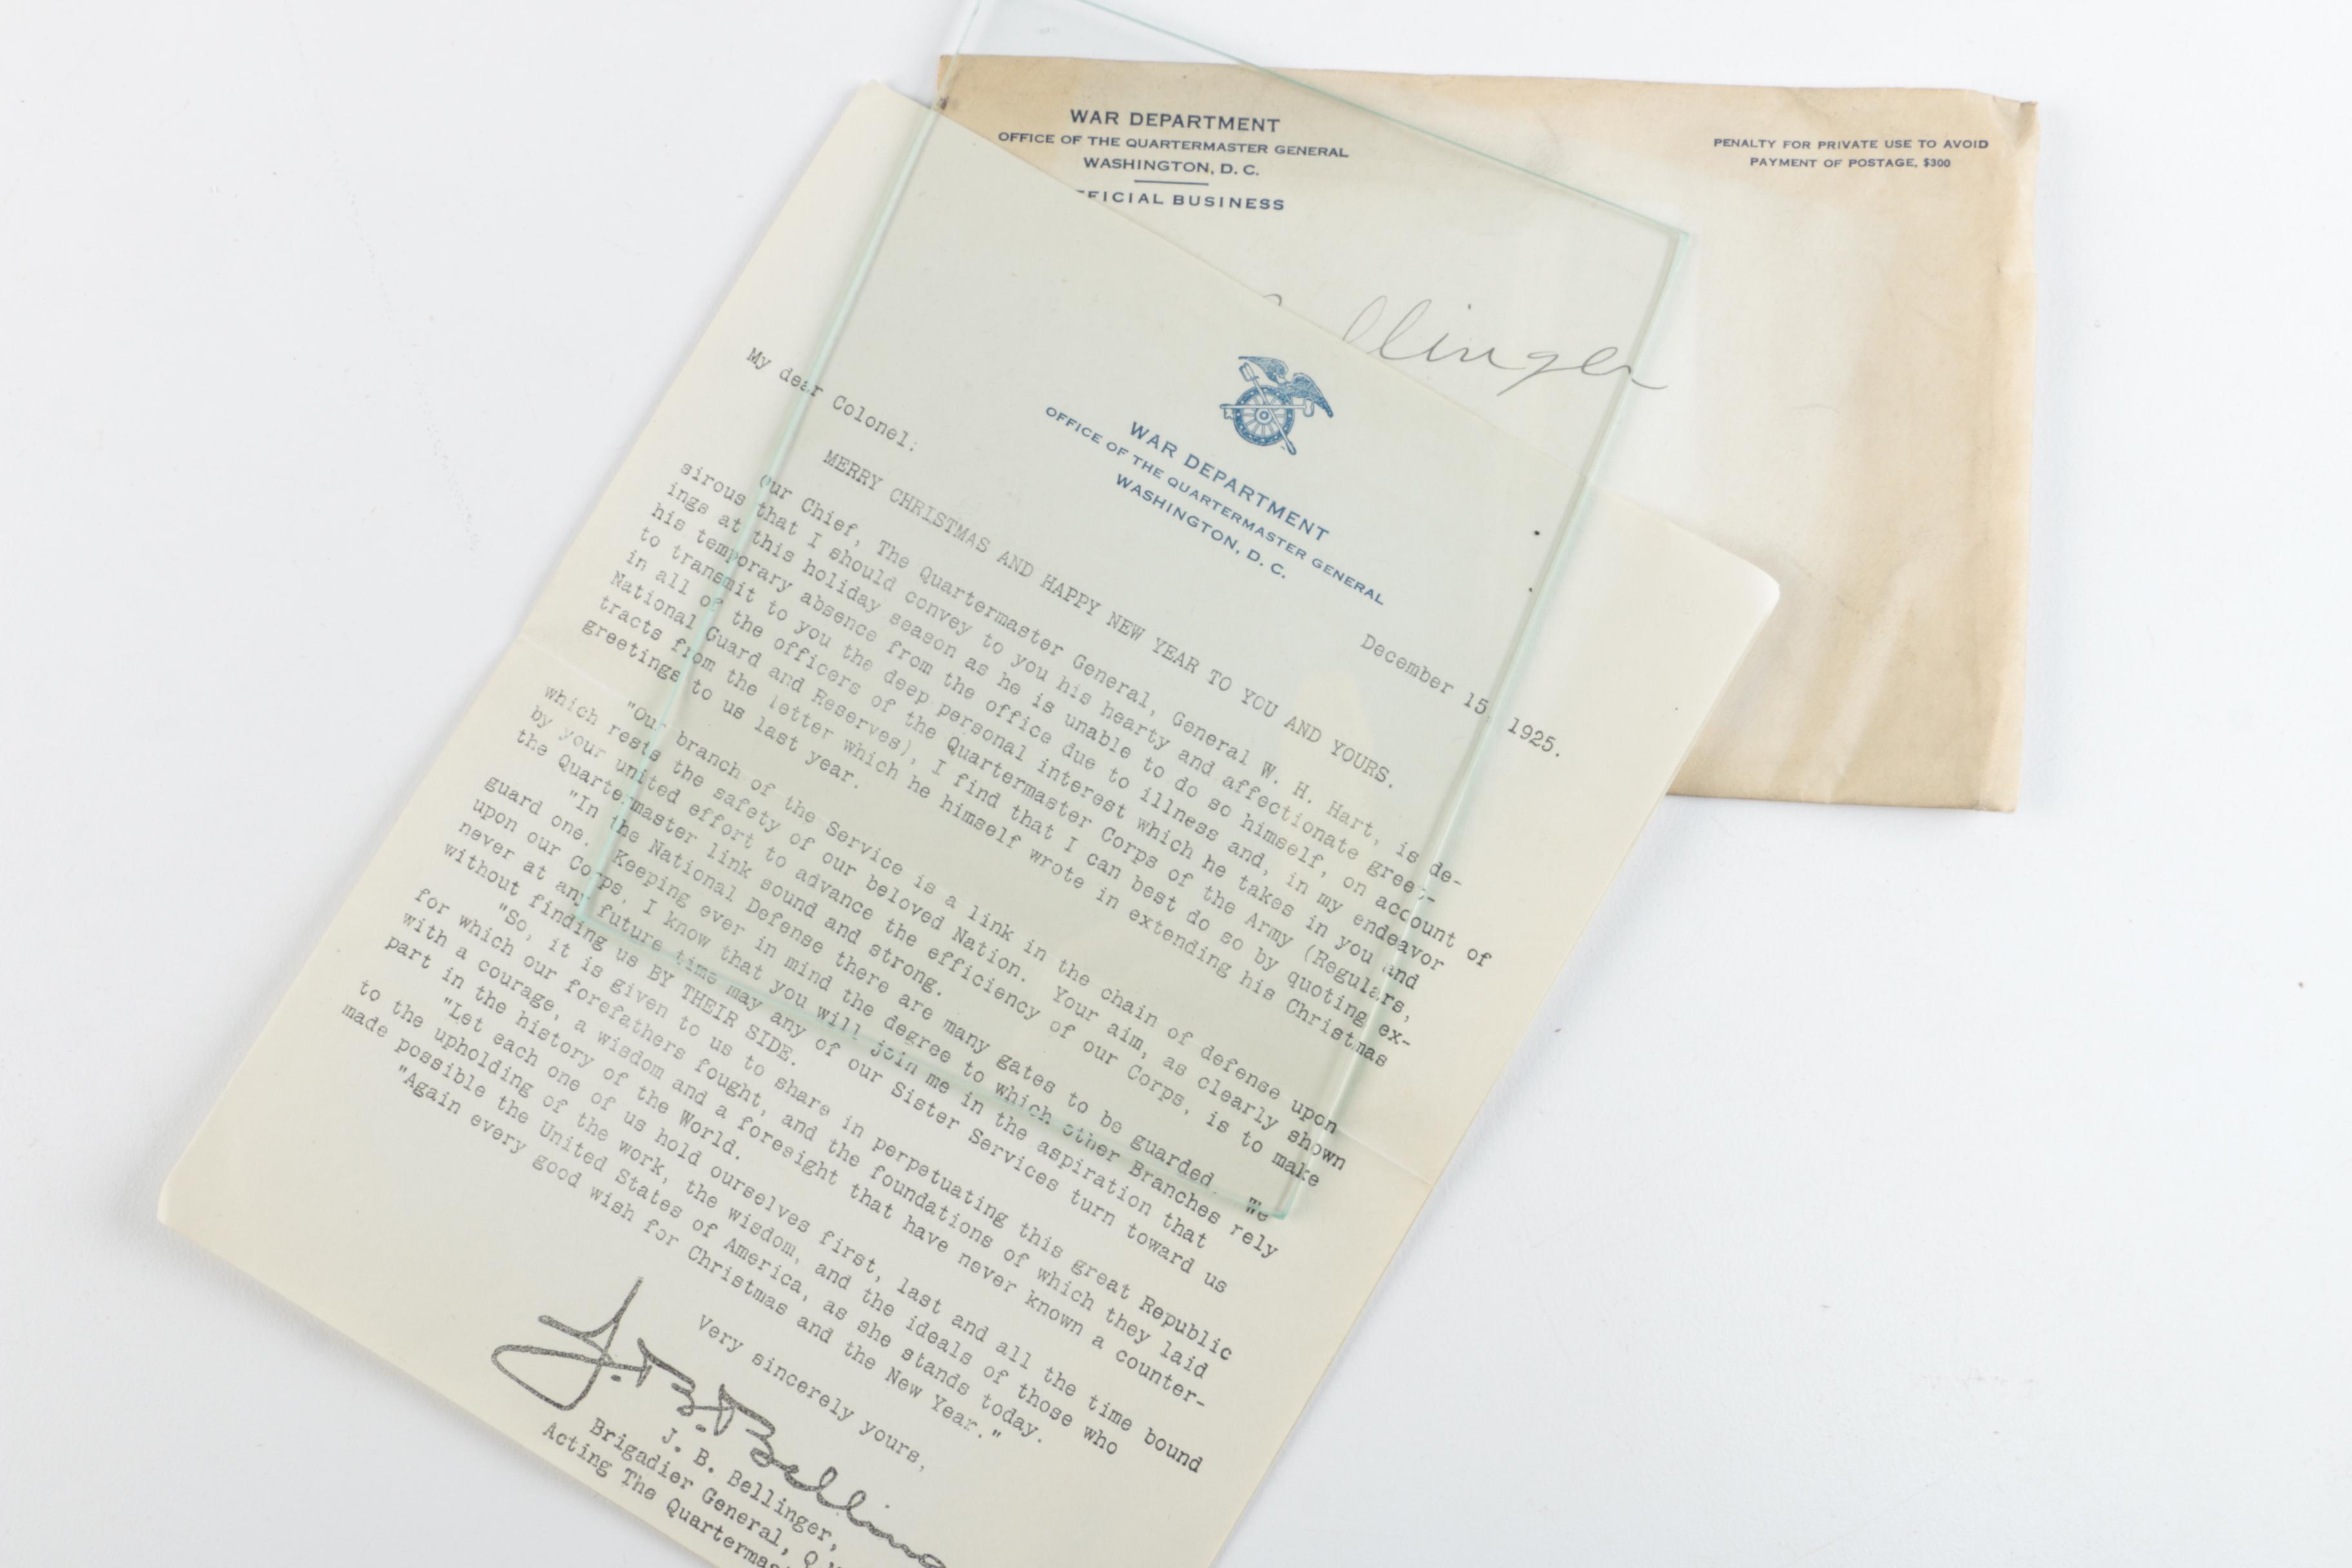 WAR DEPARTMENT
OFFICE OF THE QUARTERMASTER GENERAL
WASHINGTON, D. C.
FICIAL BUSINESS
PENALTY FOR PRIVATE USE TO AVOID
PAYMENT OF POSTAGE, $300
llinger
WAR DEPARTMENT
OFFICE OF THE QUARTERMASTER GENERAL
WASHINGTON, D. C.
December 15, 1925.
My dear Colonel:
MERRY CHRISTMAS AND HAPPY NEW YEAR TO YOU AND YOURS.
Our Chief, The Quartermaster General, General W. H. Hart, is de-
sirous that I should convey to you his hearty and affectionate greet-
ings at this holiday season as he is unable to do so himself, on account of
his temporary absence from the office due to illness and, in my endeavor
to transmit to you the deep personal interest which he takes in you and
in all of the officers of the Quartermaster Corps of the Army (Regulars,
National Guard and Reserves), I find that I can best do so by quoting ex-
tracts from the letter which he himself wrote in extending his Christmas
greetings to us last year.
"Our branch of the Service is a link in the chain of defense upon
which rests the safety of our beloved Nation. Your aim, as clearly shown
by your united effort to advance the efficiency of our Corps, is to make
the Quartermaster link sound and strong.
"In the National Defense there are many gates to be guarded. We
guard one. Keeping ever in mind the degree to which other Branches rely
upon our Corps, I know that you will join me in the aspiration that
never at any future time may any of our Sister Services turn toward us
without finding us BY THEIR SIDE.
"So, it is given to us to share in perpetuating this great Republic
for which our forefathers fought, and the foundations of which they laid
with a courage, a wisdom and a foresight that have never known a counter-
part in the history of the World.
"Let each one of us hold ourselves first, last and all the time bound
to the upholding of the work, the wisdom, and the ideals of those who
made possible the United States of America, as she stands today.
"Again every good wish for Christmas and the New Year."
Very sincerely yours,
J. B. Bellinge
J. B. Bellinger,
Brigadier General, Q.
Acting The Quartermas